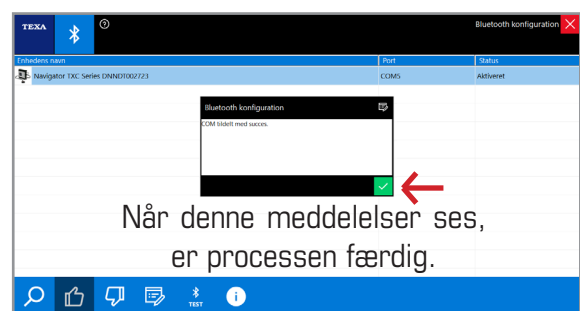 TEXA
Bluetooth konfiguration
Enhedens navn Port Status
Navigator TXC Series DNNDT002723 COM5 Aktiveret
Bluetooth konfiguration
COM tildelt med succes.
Når denne meddelelser ses,
er processen færdig.
TEST